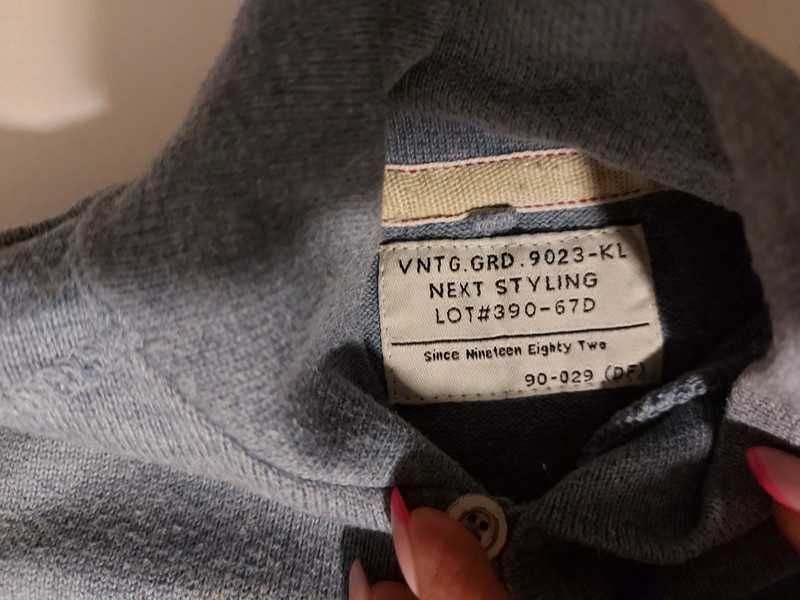 VNTG.GRD.9023-KL
NEXT STYLING
LOT#390-67D
Since Nineteen Eighty Two
90-029 (DF)